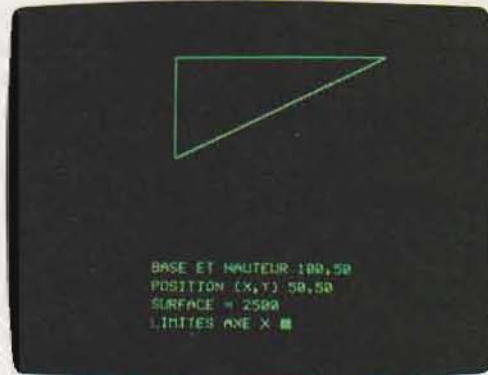 BASE ET HAUTEUR 100,50
POSITION (X,Y) 50,50
SURFACE = 2500
LIMITES AXE X